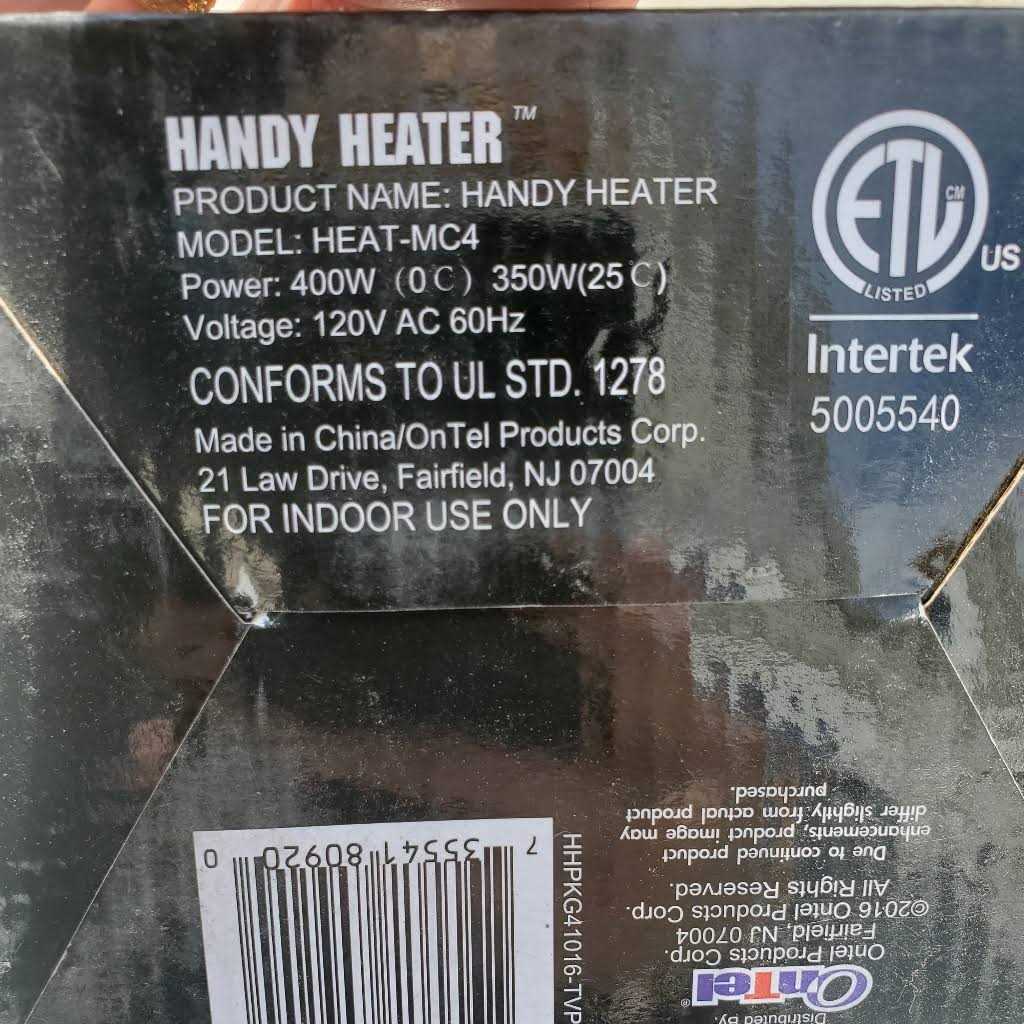 HANDY HEATER™
PRODUCT NAME: HANDY HEATER
MODEL: HEAT-MC4
Power: 400W (0℃) 350W(25℃)
Voltage: 120V AC 60Hz
CONFORMS TO UL STD. 1278
Made in China/OnTel Products Corp.
21 Law Drive, Fairfield, NJ 07004
FOR INDOOR USE ONLY
ETL CM
LISTED
US
Intertek
5005540
7 35541 80920 0
HHPKG41016-TVP
Distributed By:
OnTel®
Ontel Products Corp.
Fairfield, NJ 07004
©2016 Ontel Products Corp.
All Rights Reserved.
Due to continued product
enhancements, product image may
differ slightly from actual product
purchased.